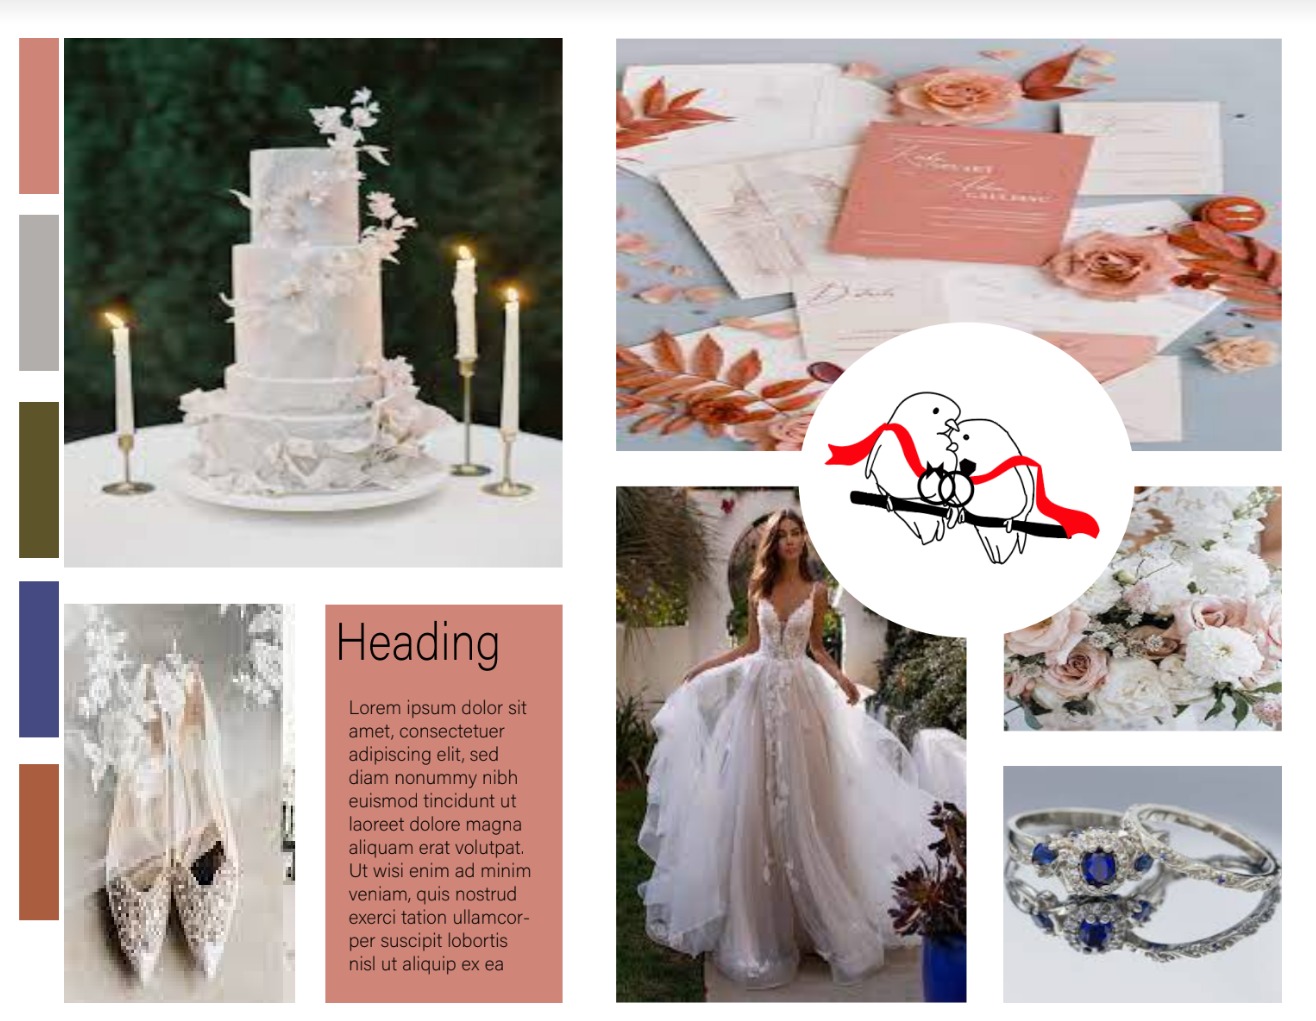 Heading
Lorem ipsum dolor sit
amet, consectetuer
adipiscing elit, sed
diam nonummy nibh
euismod tincidunt ut
laoreet dolore magna
aliquam erat volutpat.
Ut wisi enim ad minim
veniam, quis nostrud
exerci tation ullamcor-
per suscipit lobortis
nisl ut aliquip ex ea
Details